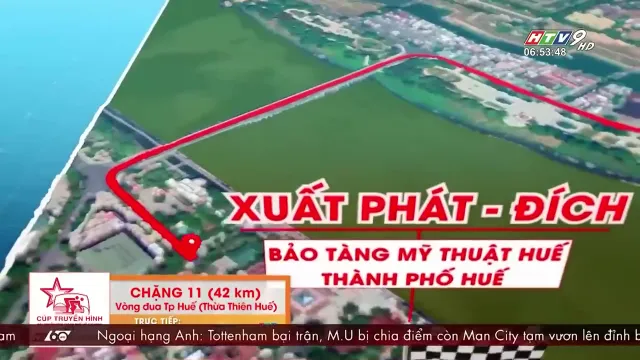 HTV9 HD
06:53:48
XUẤT PHÁT - ĐÍCH
BẢO TÀNG MỸ THUẬT HUẾ
THÀNH PHỐ HUẾ
CHẶNG 11 (42 km)
Vòng đua Tp Huế (Thừa Thiên Huế)
CÚP TRUYỀN HÌNH
TRỰC TIẾP:
am 60 Ngoại hạng Anh: Tottenham bại trận, M.U bị chia điểm còn Man City tạm vươn lên đỉnh b